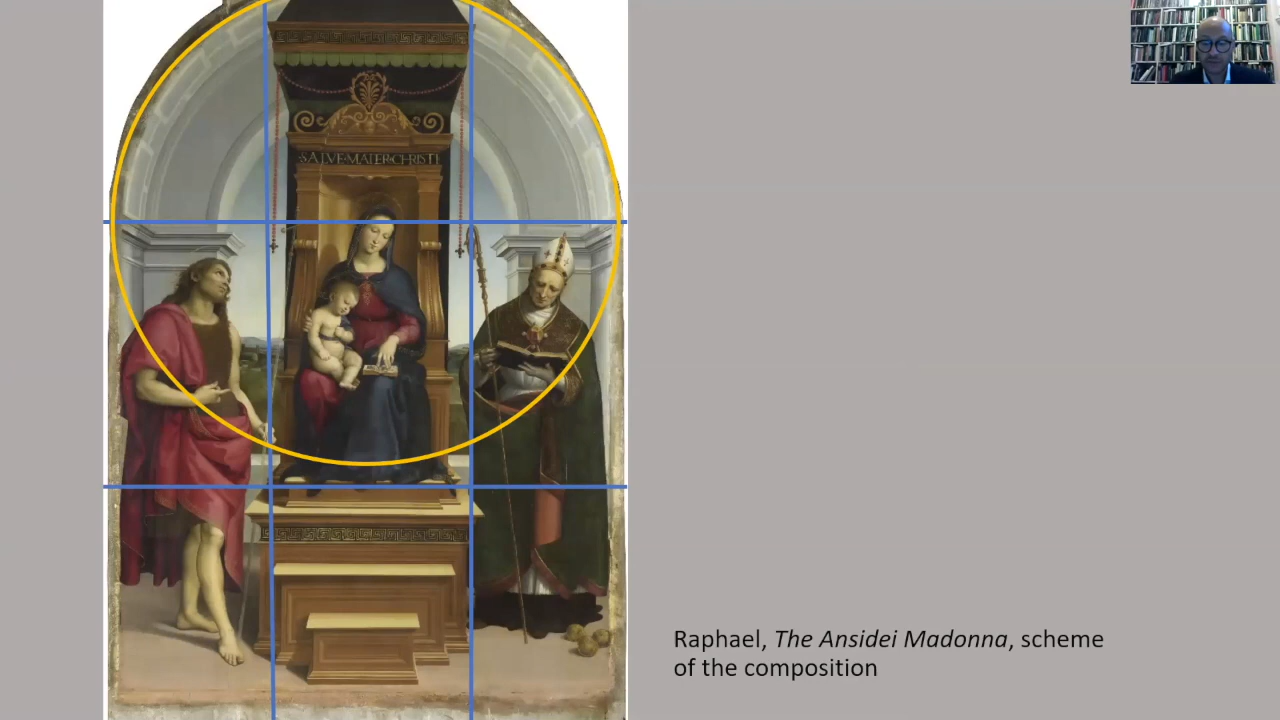 SALVE·MATER·CHRISTI
Raphael, The Ansidei Madonna, scheme
of the composition